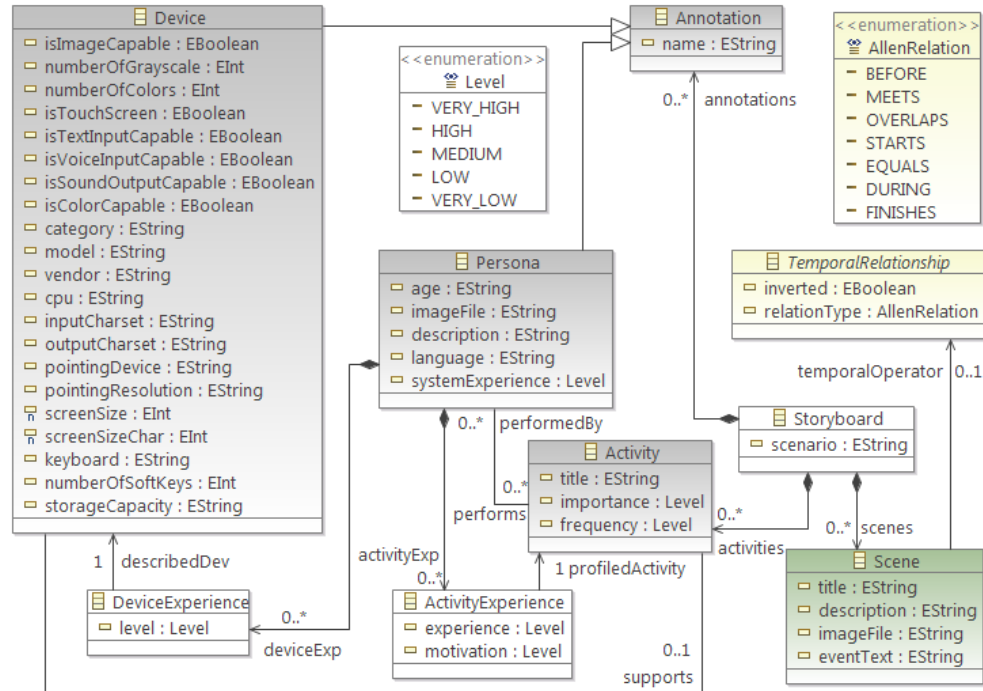 Device
isImageCapable : EBoolean
numberOfGrayscale : EInt
numberOfColors : EInt
isTouchScreen : EBoolean
isTextInputCapable : EBoolean
isVoiceInputCapable : EBoolean
isSoundOutputCapable : EBoolean
isColorCapable : EBoolean
category : EString
model : EString
vendor : EString
cpu : EString
inputCharset : EString
outputCharset : EString
pointingDevice : EString
pointingResolution : EString
screenSize : EInt
screenSizeChar : EInt
keyboard : EString
numberOfSoftKeys : EInt
storageCapacity : EString
<<enumeration>>
Level
VERY_HIGH
HIGH
MEDIUM
LOW
VERY_LOW
Annotation
name : EString
0..* annotations
<<enumeration>>
AllenRelation
BEFORE
MEETS
OVERLAPS
STARTS
EQUALS
DURING
FINISHES
Persona
age : EString
imageFile : EString
description : EString
language : EString
systemExperience : Level
TemporalRelationship
inverted : EBoolean
relationType : AllenRelation
temporalOperator 0..1
0..* performedBy
Storyboard
scenario : EString
Activity
title : EString
importance : Level
frequency : Level
0..*
performs
0..*
activities
0..* scenes
1 describedDev
activityExp
0..*
1 profiledActivity
DeviceExperience
level : Level
0..*
deviceExp
ActivityExperience
experience : Level
motivation : Level
0..1
supports
Scene
title : EString
description : EString
imageFile : EString
eventText : EString